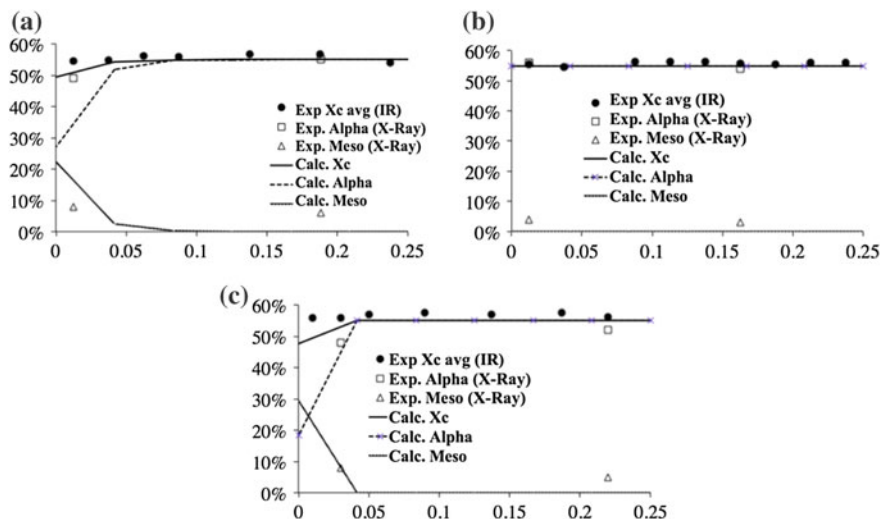 (a)
60%
50%
40%
30%
20%
10%
0%
0 0.05 0.1 0.15 0.2 0.25
Exp Xc avg (IR)
Exp. Alpha (X-Ray)
Exp. Meso (X-Ray)
Calc. Xc
Calc. Alpha
Calc. Meso
(b)
60%
50%
40%
30%
20%
10%
0%
0 0.05 0.1 0.15 0.2 0.25
Exp Xc avg (IR)
Exp. Alpha (X-Ray)
Exp. Meso (X-Ray)
Calc. Xc
Calc. Alpha
Calc. Meso
(c)
60%
50%
40%
30%
20%
10%
0%
0 0.05 0.1 0.15 0.2 0.25
Exp Xc avg (IR)
Exp. Alpha (X-Ray)
Exp. Meso (X-Ray)
Calc. Xc
Calc. Alpha
Calc. Meso